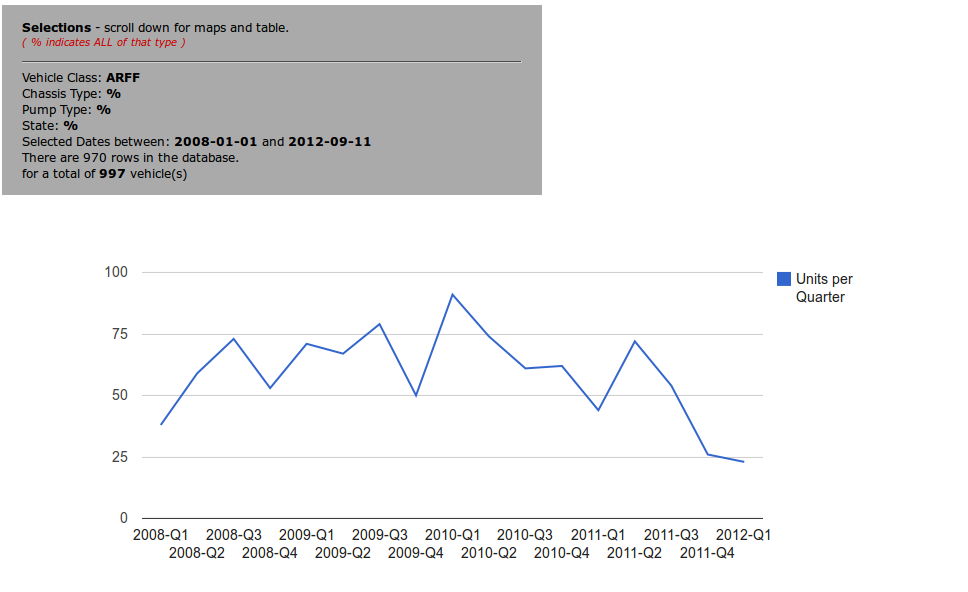 Selections - scroll down for maps and table.
( % indicates ALL of that type )
Vehicle Class: ARFF
Chassis Type: %
Pump Type: %
State: %
Selected Dates between: 2008-01-01 and 2012-09-11
There are 970 rows in the database.
for a total of 997 vehicle(s)
100
75
50
25
0
Units per
Quarter
2008-Q1 2008-Q3 2009-Q1 2009-Q3 2010-Q1 2010-Q3 2011-Q1 2011-Q3 2012-Q1
2008-Q2 2008-Q4 2009-Q2 2009-Q4 2010-Q2 2010-Q4 2011-Q2 2011-Q4